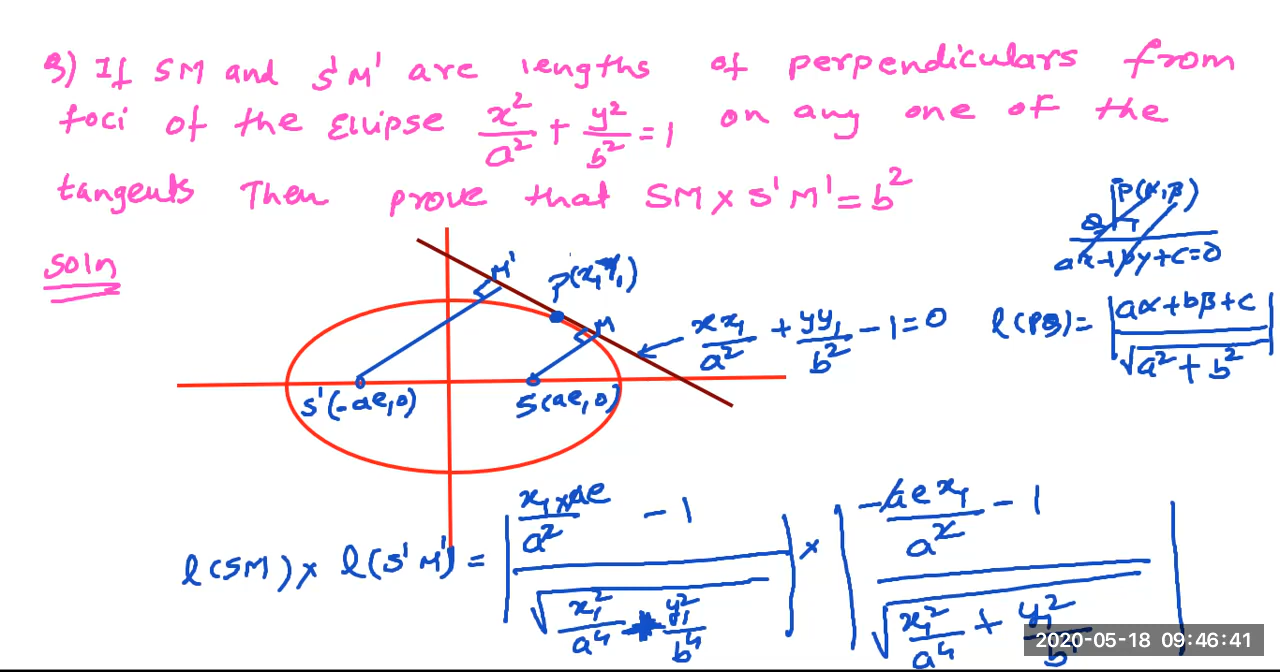 Q) If SM and S'M' are lengths of perpendiculars from
foci of the Ellipse x²/a² + y²/b² = 1 on any one of the
tangents Then prove that SM × S'M' = b²
Soln
P(α,β)
Q
ax+by+c=0
M'
P(x₁,y₁)
M
xx₁/a² + yy₁/b² - 1 = 0
l(PQ) = |aα+bβ+c / √a²+b²|
S'(-ae,0)
S(ae,0)
l(SM) × l(S'M') = |x₁×ae/a² - 1 / √x₁²/a⁴ + y₁²/b⁴| × |-aex₁/a² - 1 / √x₁²/a⁴ + y₁²/b⁴|
2020-05-18 09:46:41